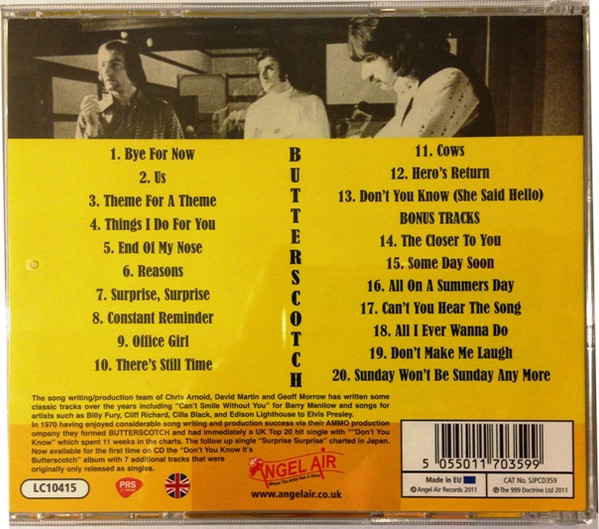 1. Bye For Now
2. Us
3. Theme For A Theme
4. Things I Do For You
5. End Of My Nose
6. Reasons
7. Surprise, Surprise
8. Constant Reminder
9. Office Girl
10. There's Still Time
BUTTERSCOTCH
11. Cows
12. Hero's Return
13. Don't You Know (She Said Hello)
BONUS TRACKS
14. The Closer To You
15. Some Day Soon
16. All On A Summers Day
17. Can't You Hear The Song
18. All I Ever Wanna Do
19. Don't Make Me Laugh
20. Sunday Won't Be Sunday Any More
The song writing/production team of Chris Arnold, David Martin and Geoff Morrow has written some
classic tracks over the years including "Can't Smile Without You" for Barry Manilow and songs for
artists such as Billy Fury, Cliff Richard, Cilla Black, and Edison Lighthouse to Elvis Presley.
In 1970 having enjoyed considerable song writing and production success via their AMMO production
ompany they formed BUTTERSCOTCH and had immediately a UK Top 20 hit single with ""Don't You
Know" which spent 11 weeks in the charts. The follow up single "Surprise Surprise" charted in Japan.
Now available for the first time on CD the "Don't You Know It's
Butterscotch" album with 7 additional tracks that were
originally only released as singles.
LC10415
PRS
ANGEL AIR
Where The Artist Has A Voice
www.angelair.co.uk
5 055011 703599
Made in EU
CAT No. SJPCD359
© Angel Air Records 2011
℗ The 999 Doctrine Ltd 2011